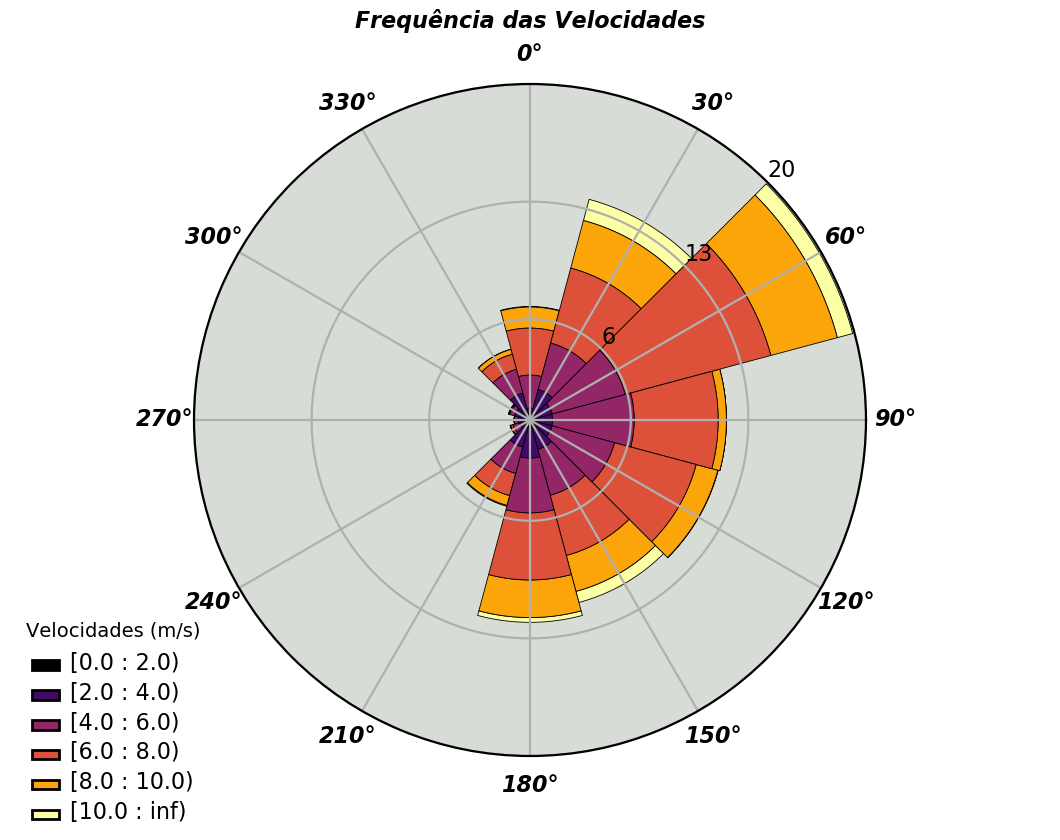 Frequência das Velocidades
0°
330°
30°
20
300°
60°
13
6
270°
90°
240°
120°
210°
150°
180°
Velocidades (m/s)
[0.0 : 2.0)
[2.0 : 4.0)
[4.0 : 6.0)
[6.0 : 8.0)
[8.0 : 10.0)
[10.0 : inf)